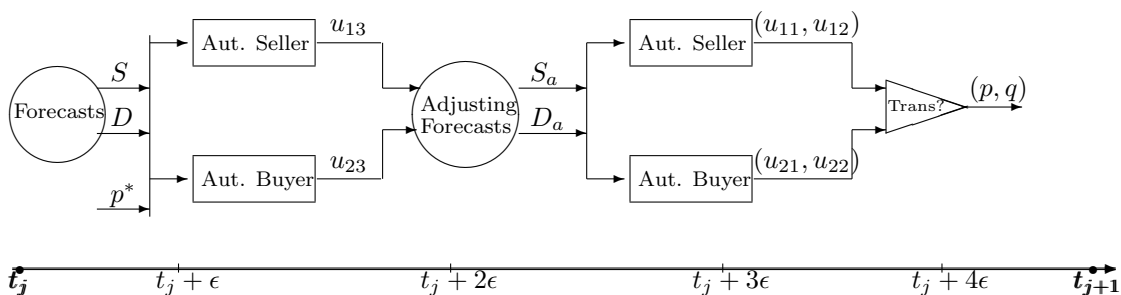 Forecasts
S
D
p*
Aut. Seller
u₁₃
Aut. Buyer
u₂₃
Adjusting
Forecasts
Sₐ
Dₐ
Aut. Seller
(u₁₁, u₁₂)
Aut. Buyer
(u₂₁, u₂₂)
Trans?
(p, q)
tⱼ
tⱼ + ϵ
tⱼ + 2ϵ
tⱼ + 3ϵ
tⱼ + 4ϵ
tⱼ₊₁